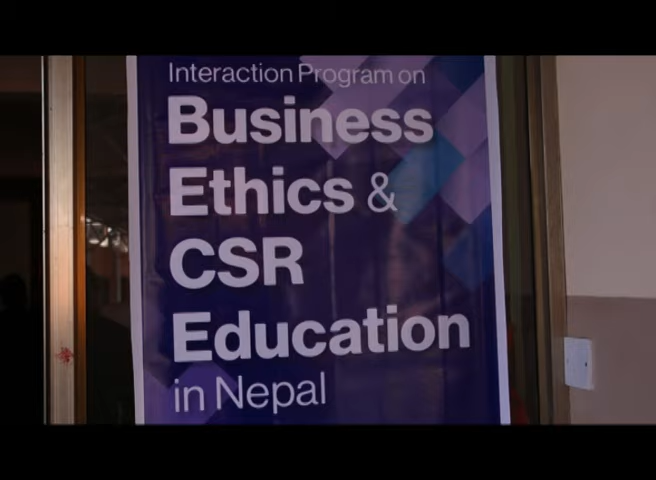 Interaction Program on
Business
Ethics &
CSR
Education
in Nepal